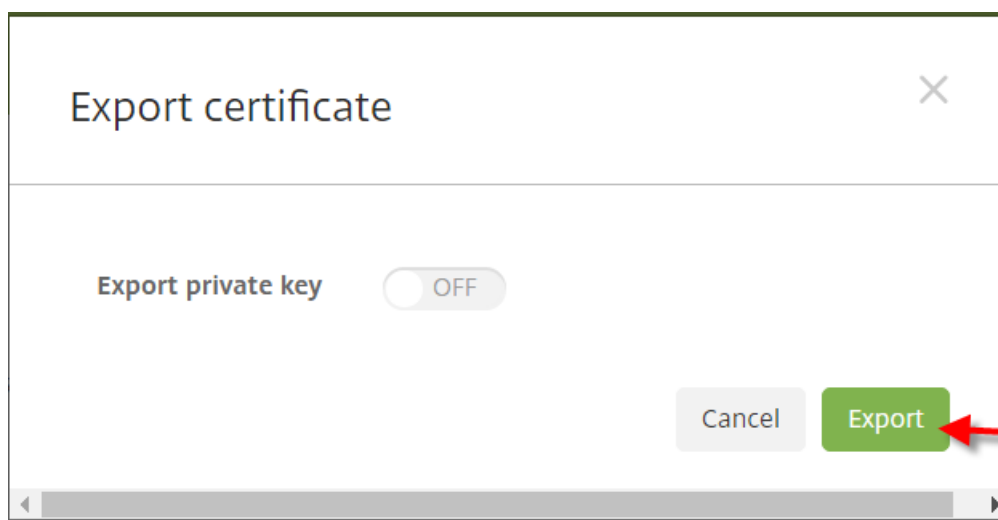 Export certificate
Export private key
OFF
Cancel
Export